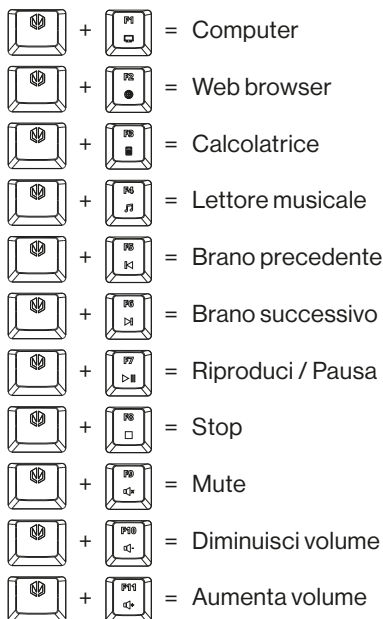 + F1 = Computer
+ F2 = Web browser
+ F3 = Calcolatrice
+ F4 = Lettore musicale
+ F5 = Brano precedente
+ F6 = Brano successivo
+ F7 = Riproduci / Pausa
+ F8 = Stop
+ F9 = Mute
+ F10 = Diminuisci volume
+ F11 = Aumenta volume